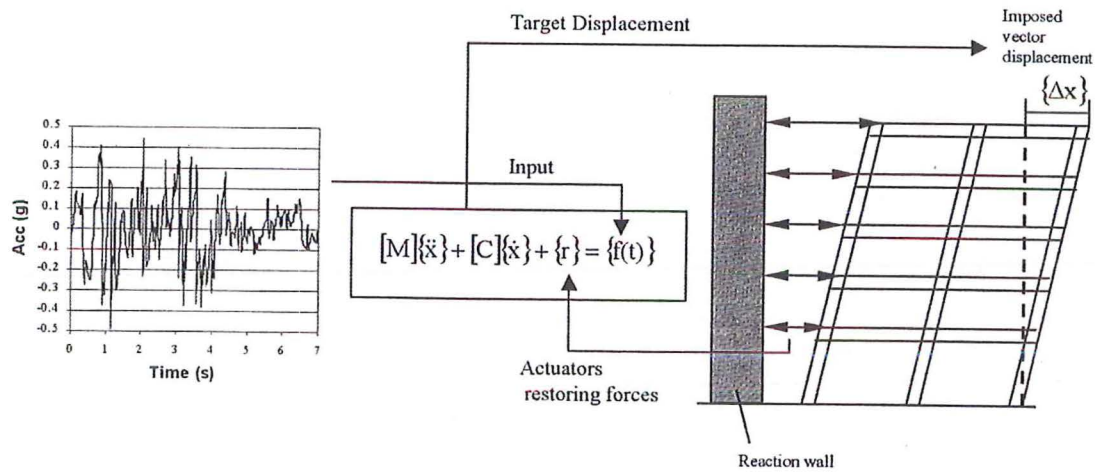 Target Displacement
Imposed
vector
displacement
{Δx}
Input
Acc (g)
0.5
0.4
0.3
0.2
0.1
0
-0.1
-0.2
-0.3
-0.4
-0.5
0 1 2 3 4 5 6 7
Time (s)
[M]{ẍ}+[C]{ẋ}+{r}={f(t)}
Actuators
restoring forces
Reaction wall